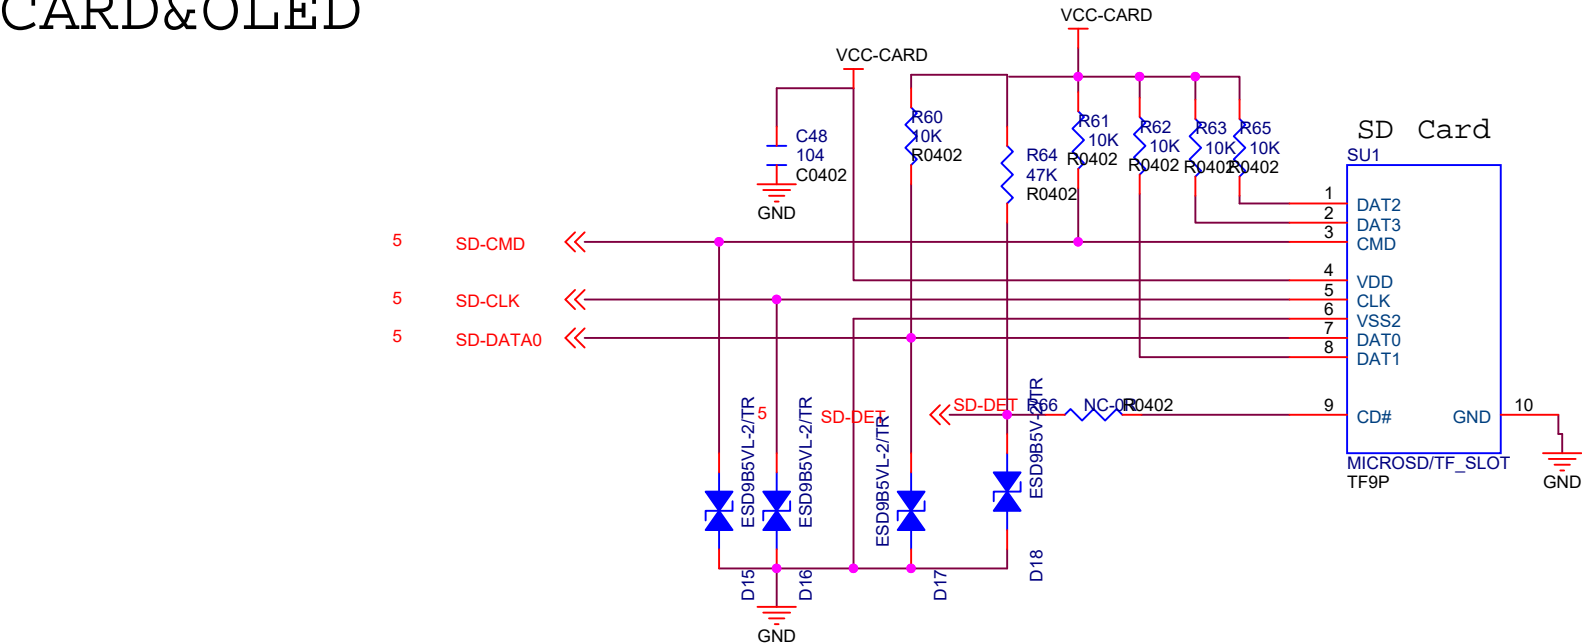 CARD&OLED
VCC-CARD
VCC-CARD
C48
104
C0402
GND
R60
10K
R0402
R64
47K
R0402
R61
10K
R0402
R62
10K
R0402
R63
10K
R0402
R65
10K
R0402
SD Card
SU1
1 DAT2
2 DAT3
3 CMD
4 VDD
5 CLK
6 VSS2
7 DAT0
8 DAT1
9 CD#
GND 10
MICROSD/TF_SLOT
TF9P
GND
5 SD-CMD
5 SD-CLK
5 SD-DATA0
5 SD-DET
SD-DET
R66 NC-0R R0402
ESD9B5VL-2/TR
D15
ESD9B5VL-2/TR
D16
ESD9B5VL-2/TR
D17
ESD9B5V-2/TR
D18
GND